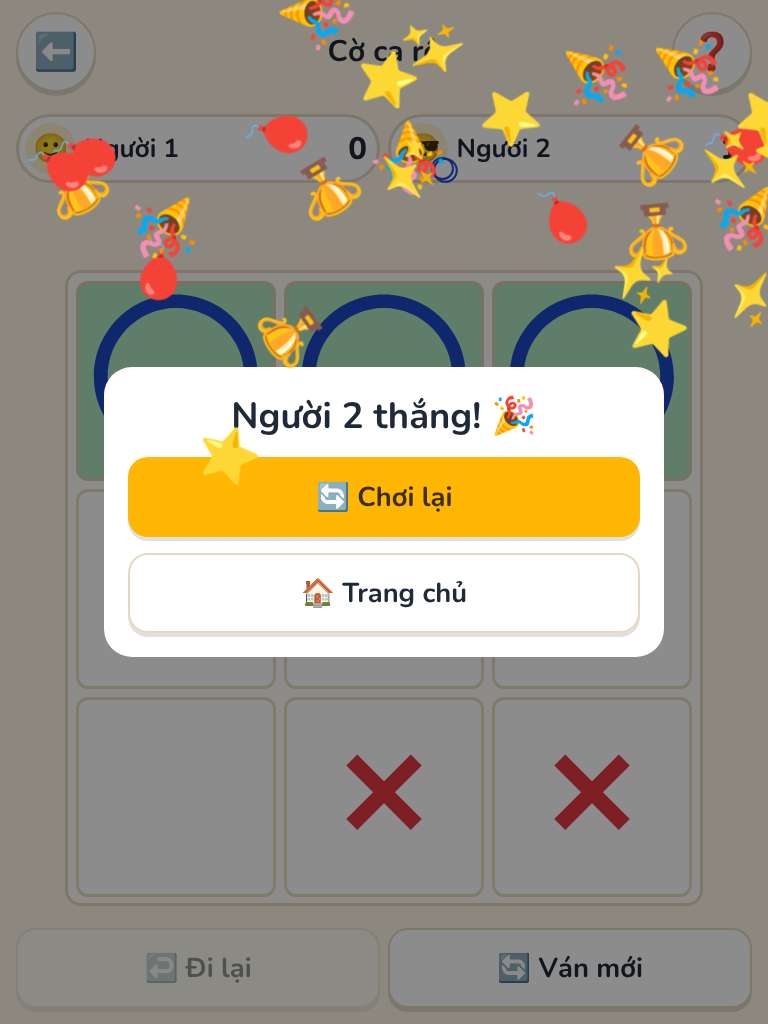 Cờ ca rô
Người 1
0
Người 2
Người 2 thắng!
Chơi lại
Trang chủ
Đi lại
Ván mới